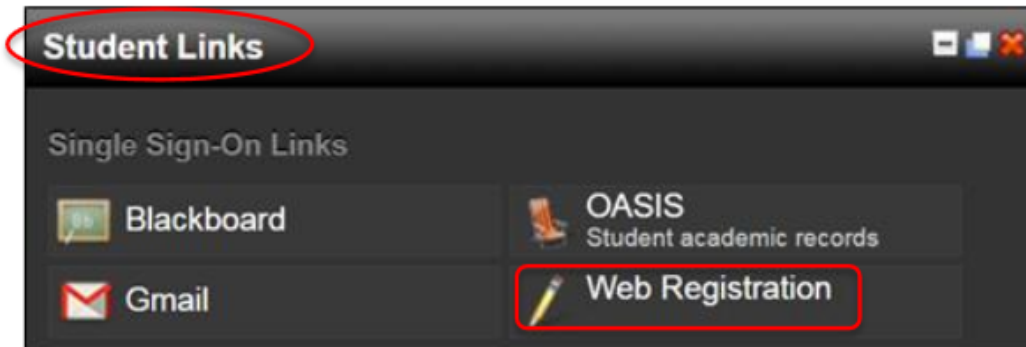 Student Links
Single Sign-On Links
Blackboard
OASIS
Student academic records
Gmail
Web Registration